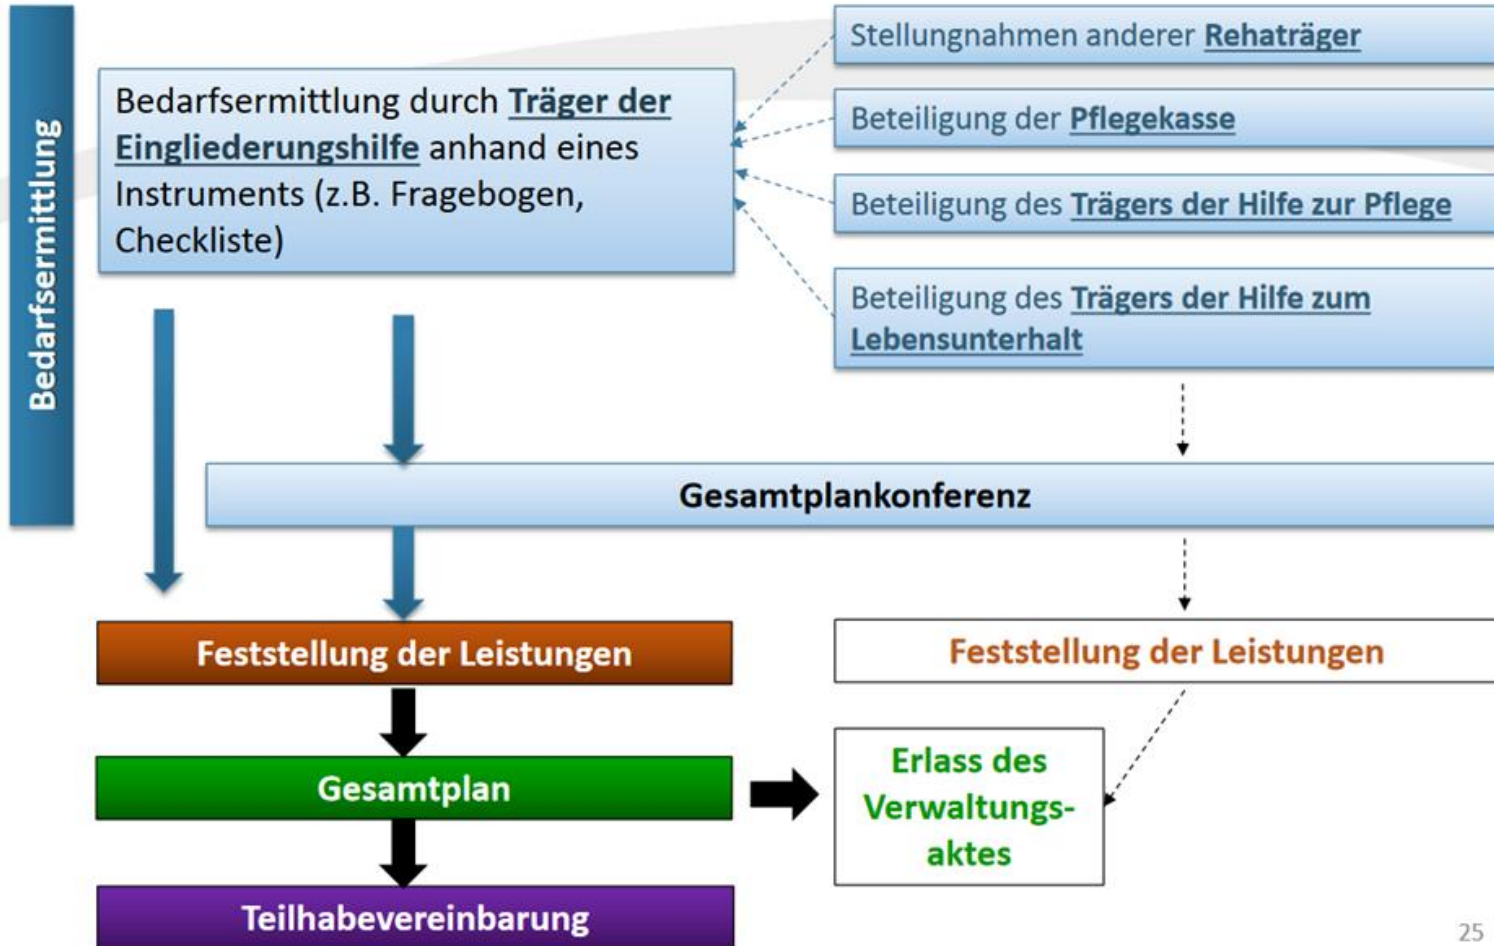 Bedarfsermittlung
Bedarfsermittlung durch Träger der
Eingliederungshilfe anhand eines
Instruments (z.B. Fragebogen,
Checkliste)
Stellungnahmen anderer Rehaträger
Beteiligung der Pflegekasse
Beteiligung des Trägers der Hilfe zur Pflege
Beteiligung des Trägers der Hilfe zum
Lebensunterhalt
Gesamtplankonferenz
Feststellung der Leistungen
Feststellung der Leistungen
Gesamtplan
Erlass des
Verwaltungs-
aktes
Teilhabevereinbarung
25